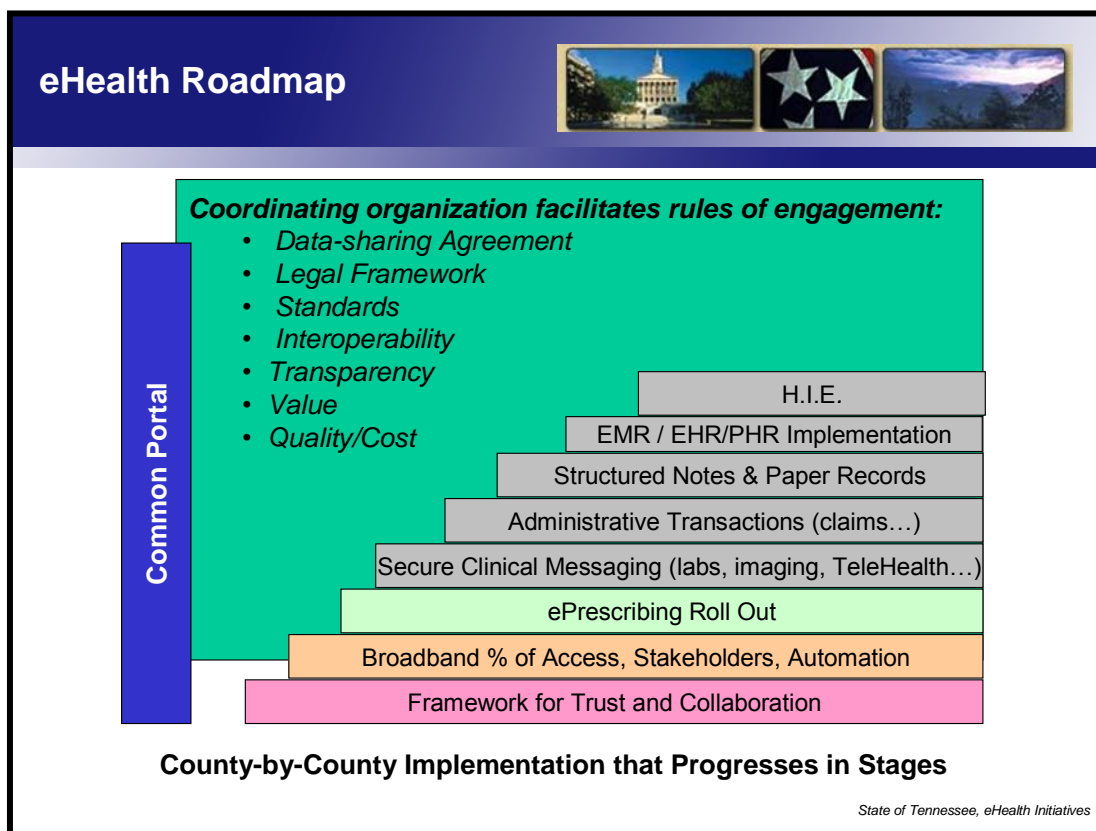 eHealth Roadmap
Coordinating organization facilitates rules of engagement:
• Data-sharing Agreement
• Legal Framework
• Standards
• Interoperability
• Transparency
• Value
• Quality/Cost
Common Portal
H.I.E.
EMR / EHR/PHR Implementation
Structured Notes & Paper Records
Administrative Transactions (claims…)
Secure Clinical Messaging (labs, imaging, TeleHealth…)
ePrescribing Roll Out
Broadband % of Access, Stakeholders, Automation
Framework for Trust and Collaboration
County-by-County Implementation that Progresses in Stages
State of Tennessee, eHealth Initiatives